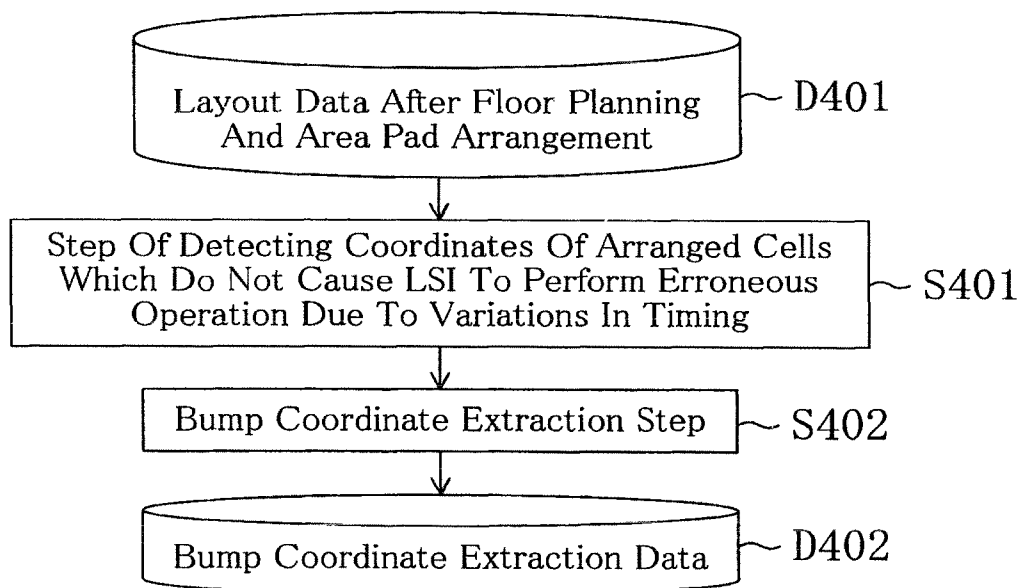 Layout Data After Floor Planning
And Area Pad Arrangement
D401
Step Of Detecting Coordinates Of Arranged Cells
Which Do Not Cause LSI To Perform Erroneous
Operation Due To Variations In Timing
S401
Bump Coordinate Extraction Step
S402
Bump Coordinate Extraction Data
D402